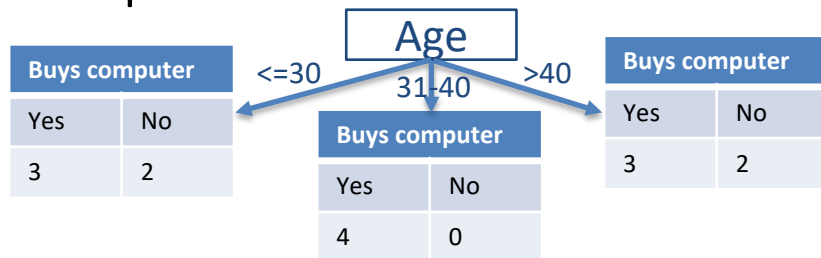 Age
<=30
31-40
>40
Buys computer
Yes No
3 2
Buys computer
Yes No
4 0
Buys computer
Yes No
3 2